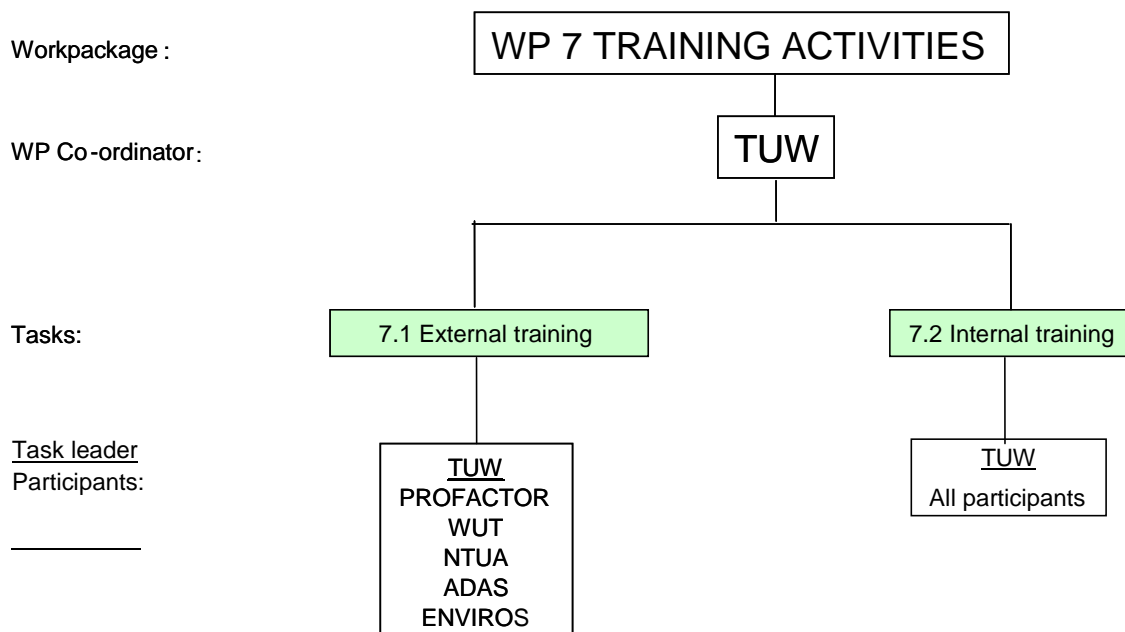 Workpackage :
WP 7 TRAINING ACTIVITIES
WP Co-ordinator:
TUW
Tasks:
7.1 External training
7.2 Internal training
Task leader
Participants:
TUW
PROFACTOR
WUT
NTUA
ADAS
ENVIROS
TUW
All participants